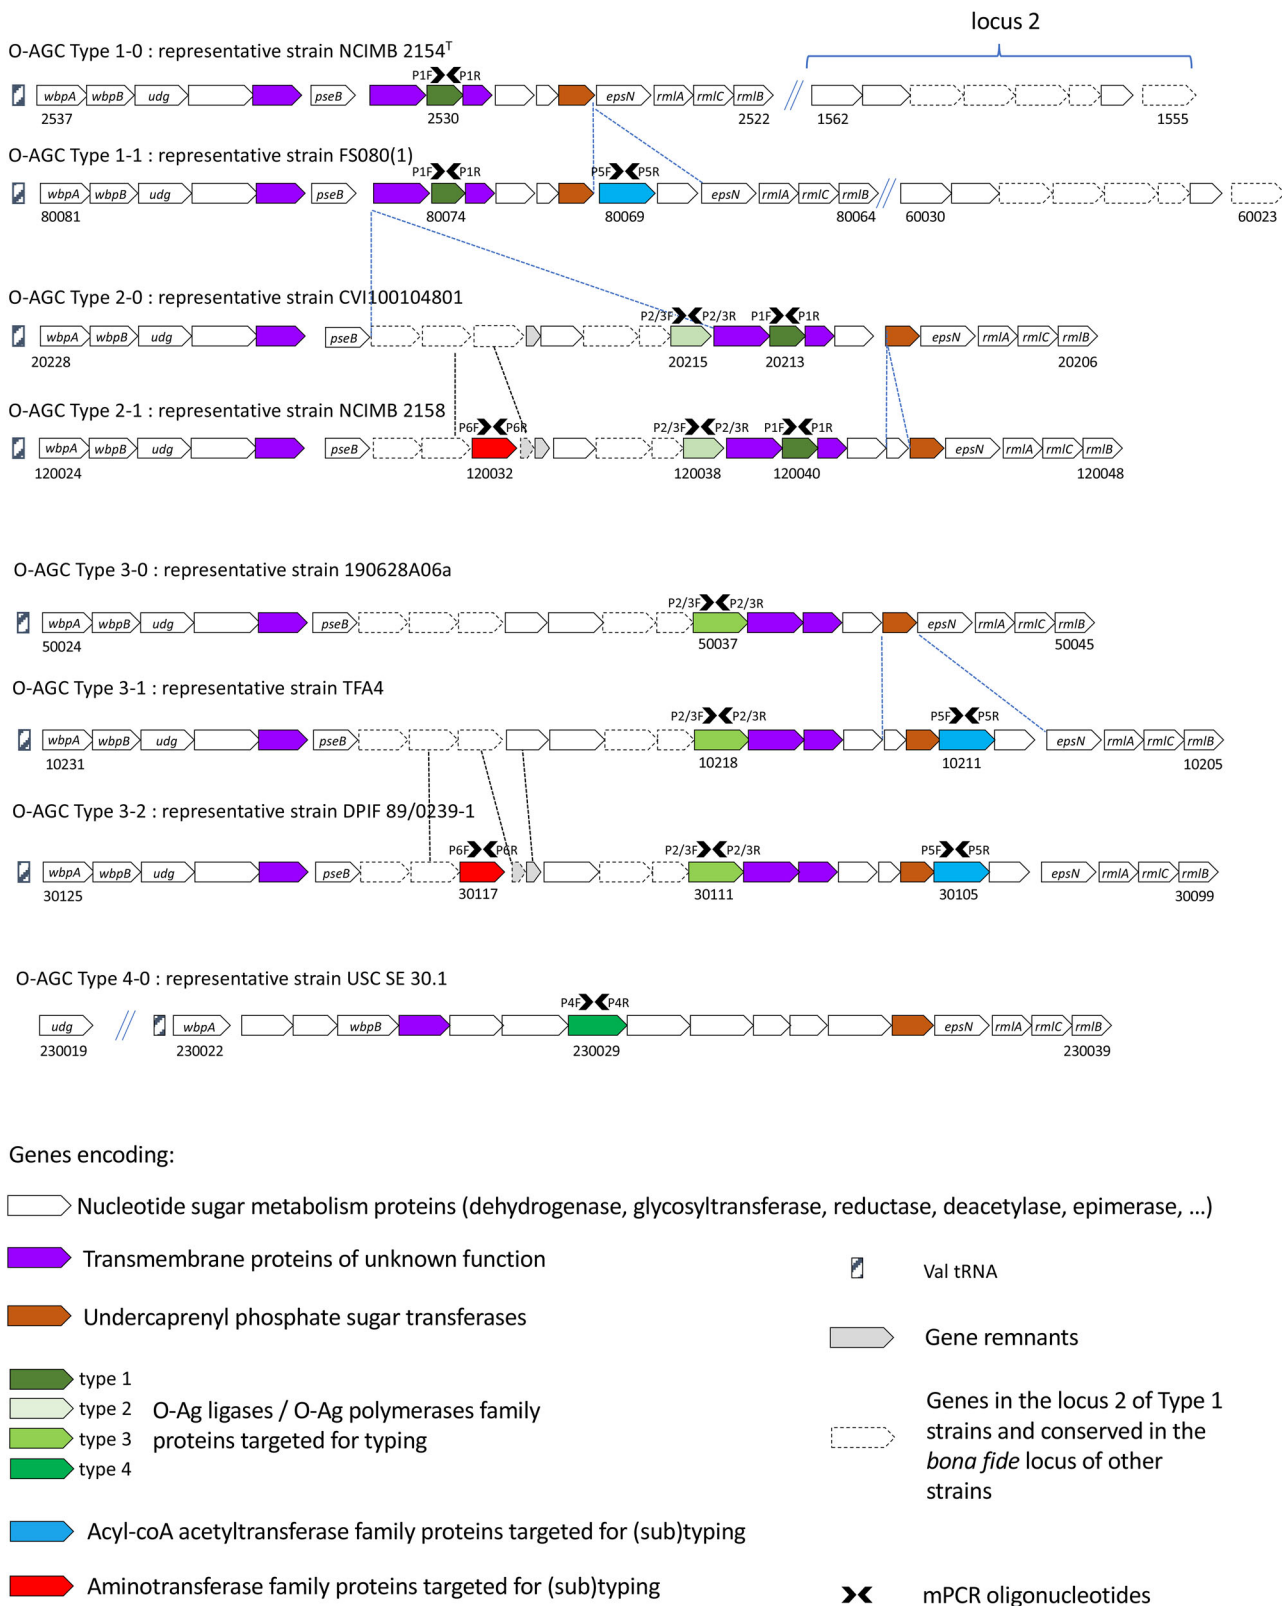 locus 2
O-AGC Type 1-0 : representative strain NCIMB 2154T
P1F P1R
wbpA wbpB udg pseB epsN rmlA rmlC rmlB
2537 2530 2522 1562 1555
O-AGC Type 1-1 : representative strain FS080(1)
P1F P1R P5F P5R
wbpA wbpB udg pseB epsN rmlA rmlC rmlB
80081 80074 80069 80064 60030 60023
O-AGC Type 2-0 : representative strain CVI100104801
P2/3F P2/3R P1F P1R
wbpA wbpB udg pseB epsN rmlA rmlC rmlB
20228 20215 20213 20206
O-AGC Type 2-1 : representative strain NCIMB 2158
P6F P6R P2/3F P2/3R P1F P1R
wbpA wbpB udg pseB epsN rmlA rmlC rmlB
120024 120032 120038 120040 120048
O-AGC Type 3-0 : representative strain 190628A06a
P2/3F P2/3R
wbpA wbpB udg pseB epsN rmlA rmlC rmlB
50024 50037 50045
O-AGC Type 3-1 : representative strain TFA4
P2/3F P2/3R P5F P5R
wbpA wbpB udg pseB epsN rmlA rmlC rmlB
10231 10218 10211 10205
O-AGC Type 3-2 : representative strain DPIF 89/0239-1
P6F P6R P2/3F P2/3R P5F P5R
wbpA wbpB udg pseB epsN rmlA rmlC rmlB
30125 30117 30111 30105 30099
O-AGC Type 4-0 : representative strain USC SE 30.1
P4F P4R
udg wbpA wbpB epsN rmlA rmlC rmlB
230019 230022 230029 230039
Genes encoding:
Nucleotide sugar metabolism proteins (dehydrogenase, glycosyltransferase, reductase, deacetylase, epimerase, ...)
Transmembrane proteins of unknown function
Undercaprenyl phosphate sugar transferases
type 1
type 2
type 3
type 4
O-Ag ligases / O-Ag polymerases family
proteins targeted for typing
Acyl-coA acetyltransferase family proteins targeted for (sub)typing
Aminotransferase family proteins targeted for (sub)typing
Val tRNA
Gene remnants
Genes in the locus 2 of Type 1
strains and conserved in the
bona fide locus of other
strains
mPCR oligonucleotides